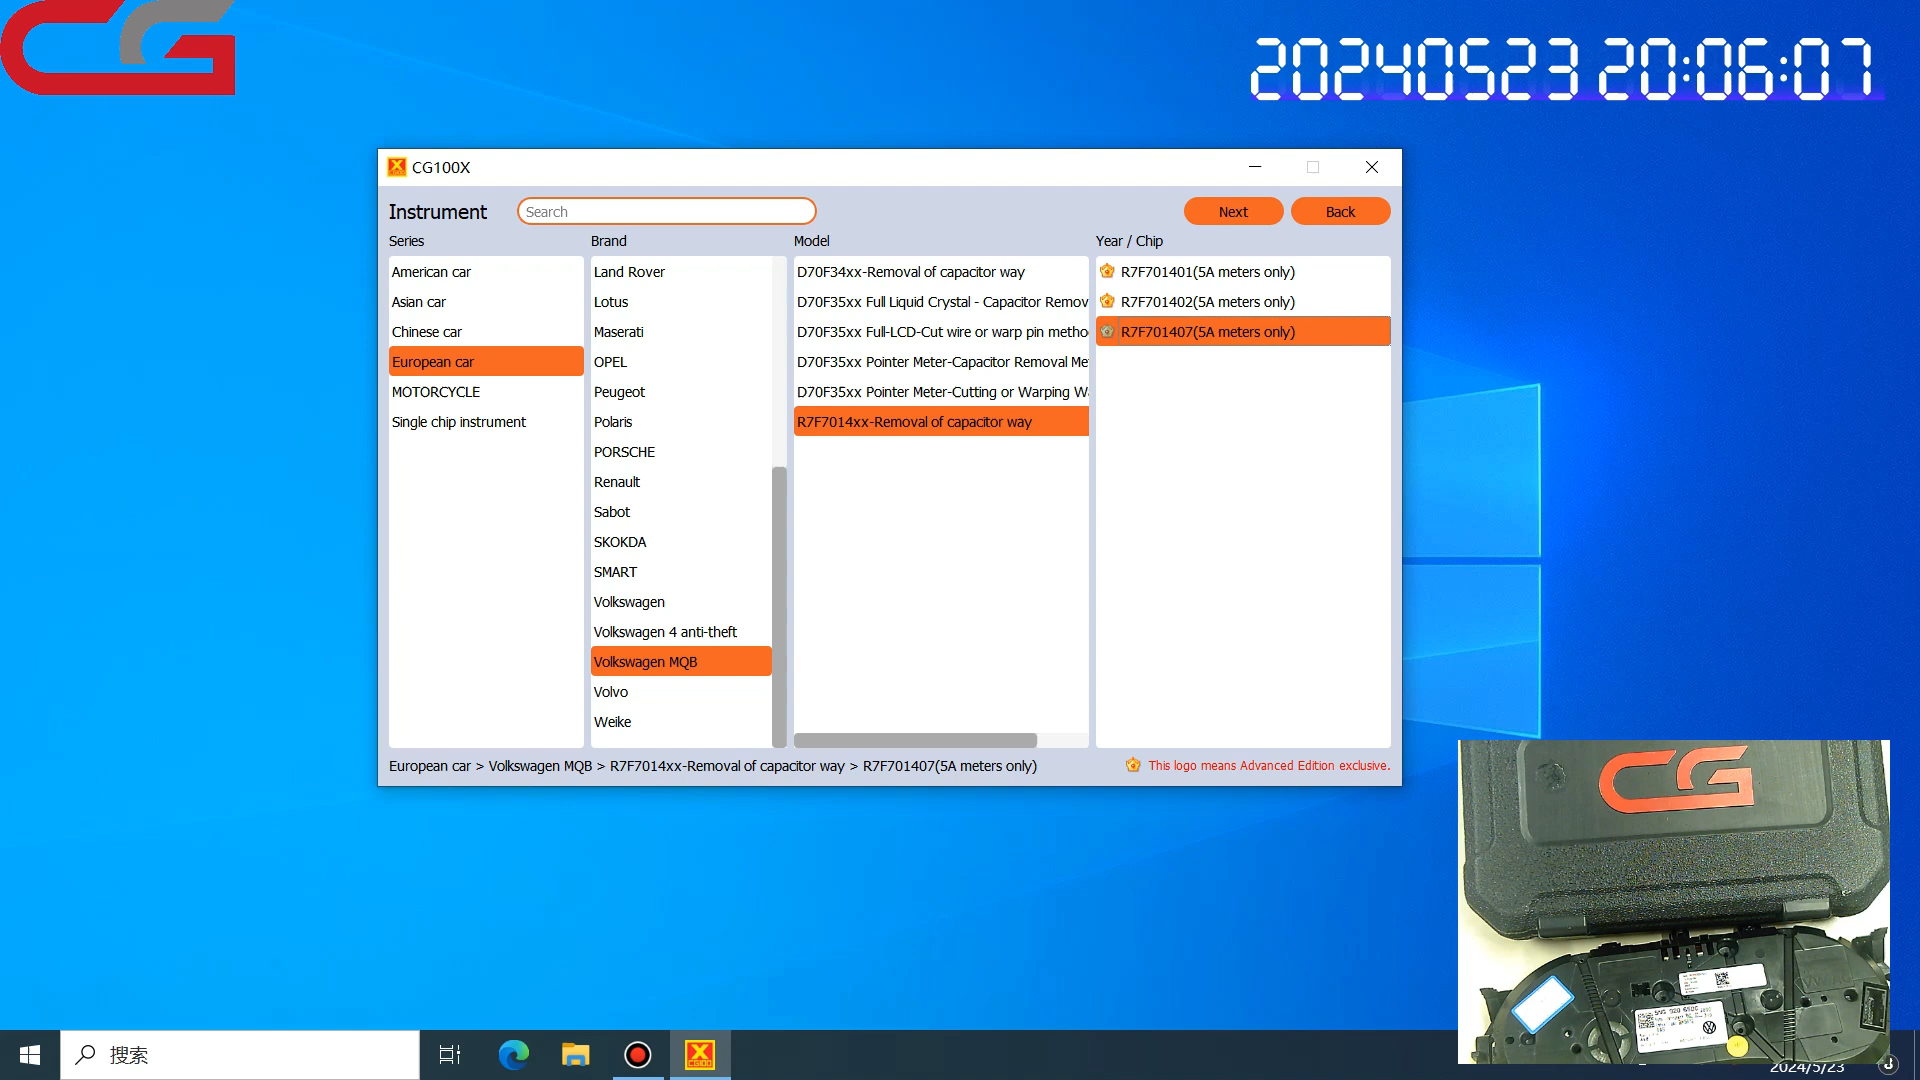 CG
20240523 20:06:07
CG100X
Instrument
Search
Next
Back
Series
Brand
Model
Year / Chip
American car
Asian car
Chinese car
European car
MOTORCYCLE
Single chip instrument
Land Rover
Lotus
Maserati
OPEL
Peugeot
Polaris
PORSCHE
Renault
Sabot
SKOKDA
SMART
Volkswagen
Volkswagen 4 anti-theft
Volkswagen MQB
Volvo
Weike
D70F34xx-Removal of capacitor way
D70F35xx Full Liquid Crystal - Capacitor Remov
D70F35xx Full-LCD-Cut wire or warp pin metho
D70F35xx Pointer Meter-Capacitor Removal Me
D70F35xx Pointer Meter-Cutting or Warping W
R7F7014xx-Removal of capacitor way
R7F701401(5A meters only)
R7F701402(5A meters only)
R7F701407(5A meters only)
European car > Volkswagen MQB > R7F7014xx-Removal of capacitor way > R7F701407(5A meters only)
This logo means Advanced Edition exclusive.
CG
搜索
2024/5/23